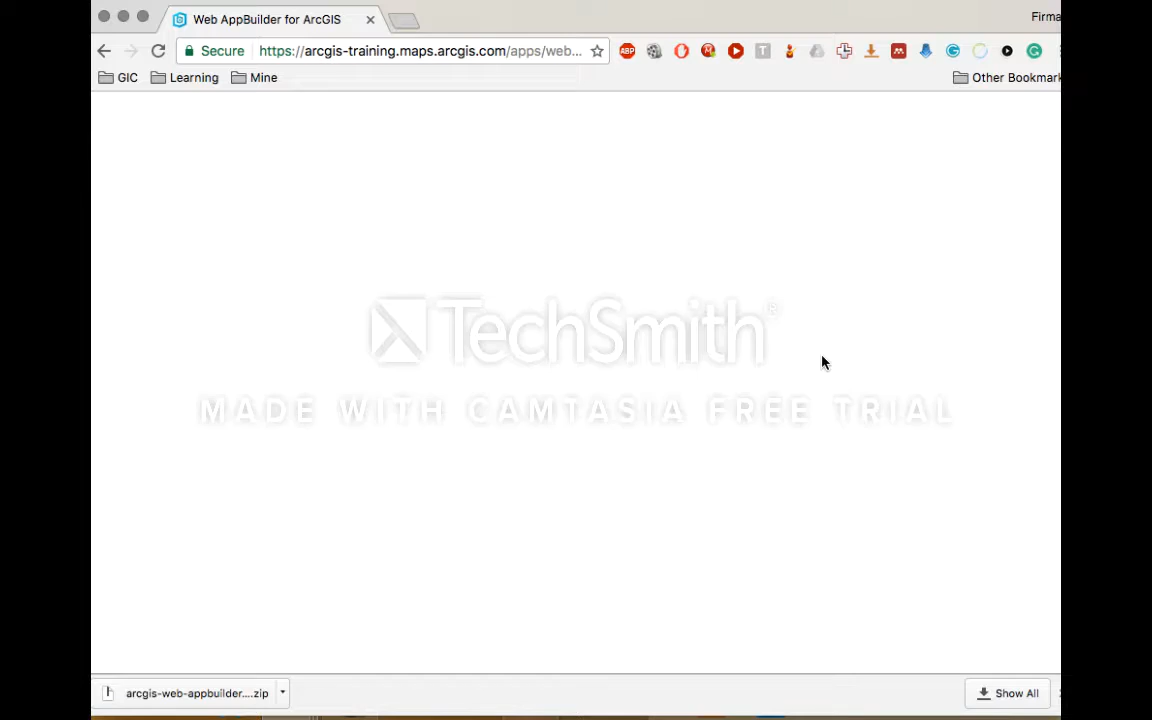 Web AppBuilder for ArcGIS
Firma
Secure https://arcgis-training.maps.arcgis.com/apps/web...
GIC Learning Mine Other Bookmark
TechSmith®
MADE WITH CAMTASIA FREE TRIAL
arcgis-web-appbuilder....zip
Show All